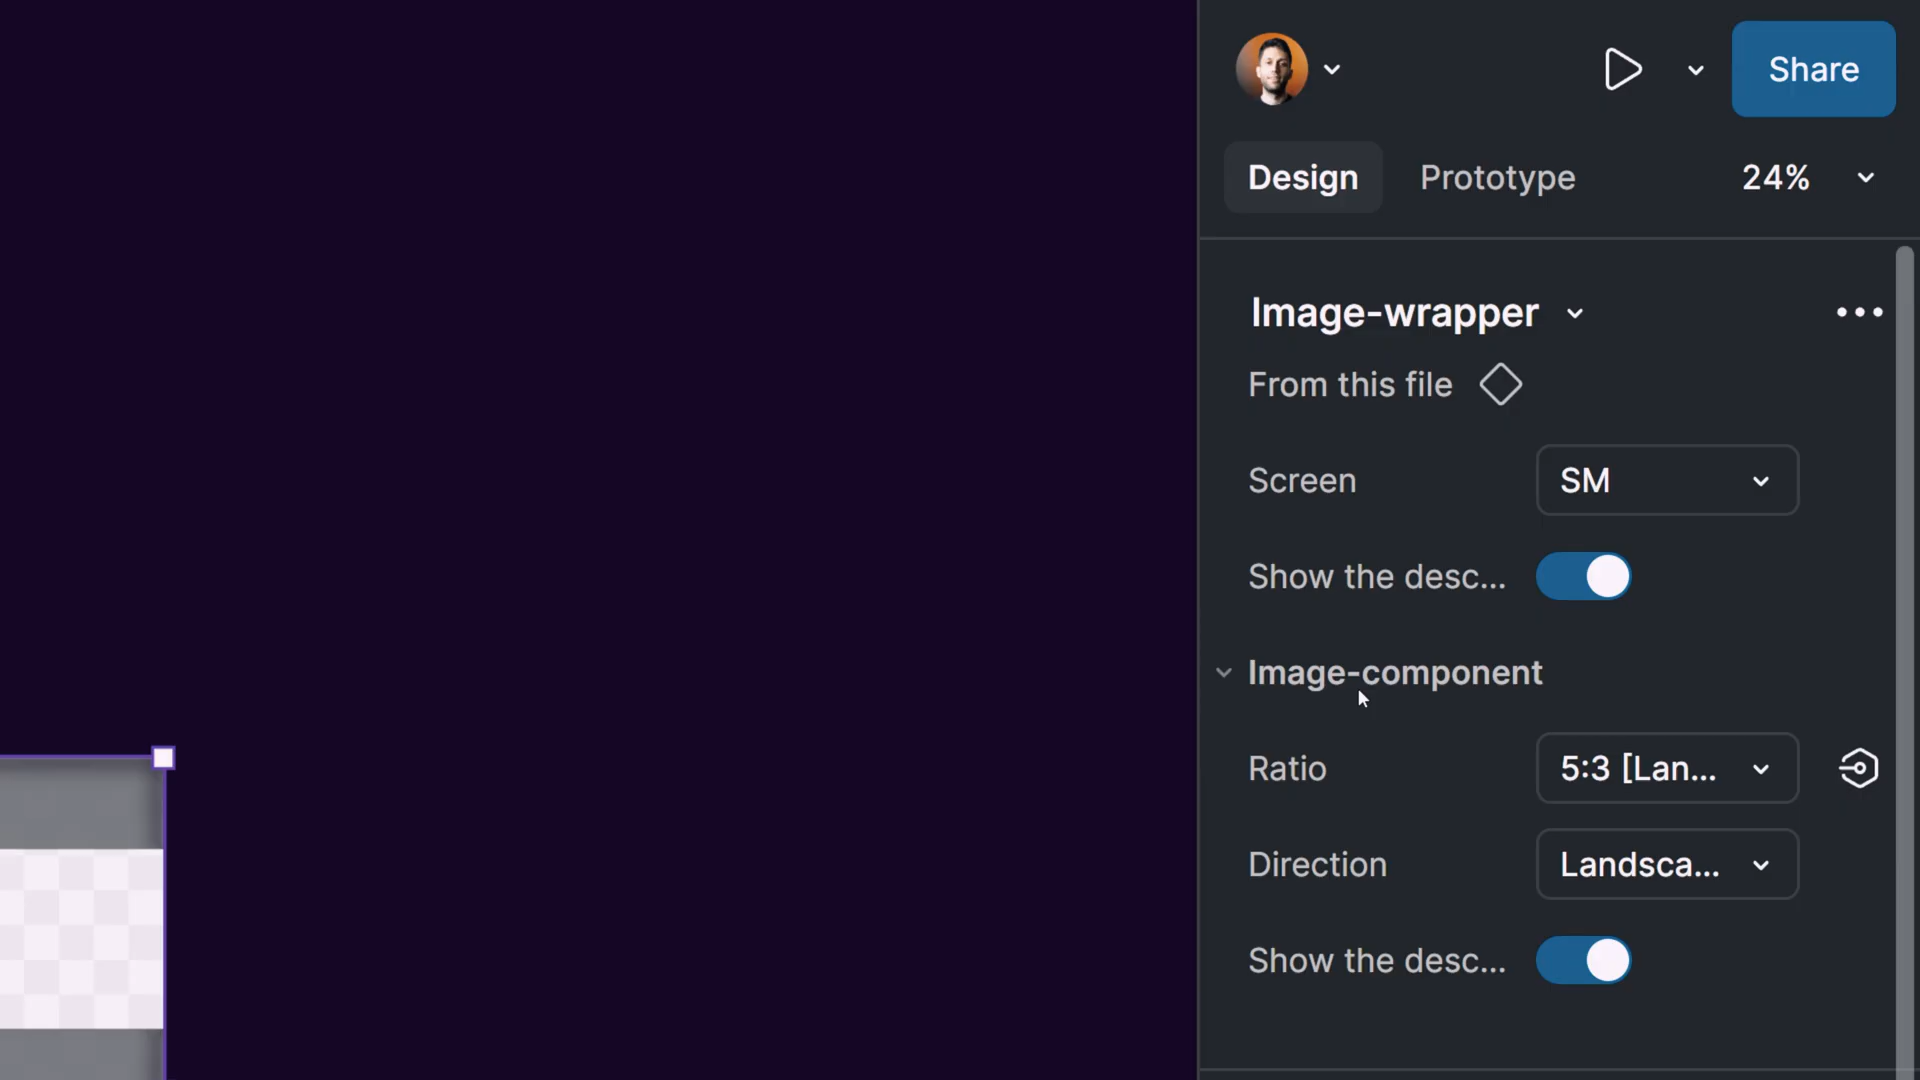 Share
Design Prototype 24%
Image-wrapper
From this file
Screen SM
Show the desc...
Image-component
Ratio 5:3 [Lan...
Direction Landsca...
Show the desc...